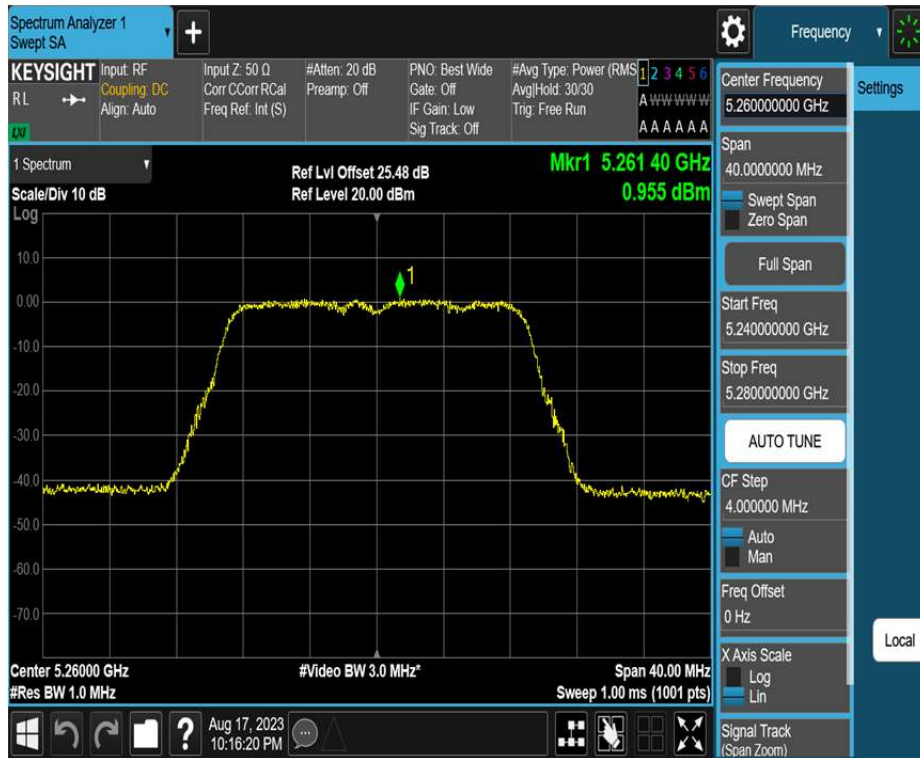 Spectrum Analyzer 1
Swept SA
+
Frequency
KEYSIGHT
R L
LXI
Input: RF
Coupling: DC
Align: Auto
Input Z: 50 Ω
Corr CCorr RCal
Freq Ref: Int (S)
#Atten: 20 dB
Preamp: Off
PNO: Best Wide
Gate: Off
IF Gain: Low
Sig Track: Off
#Avg Type: Power (RMS
Avg|Hold: 30/30
Trig: Free Run
1 2 3 4 5 6
A W W W W W
A A A A A A
1 Spectrum
Scale/Div 10 dB
Log
Ref Lvl Offset 25.48 dB
Ref Level 20.00 dBm
Mkr1 5.261 40 GHz
0.955 dBm
1
10.0
0.00
-10.0
-20.0
-30.0
-40.0
-50.0
-60.0
-70.0
Center 5.26000 GHz
#Res BW 1.0 MHz
#Video BW 3.0 MHz*
Span 40.00 MHz
Sweep 1.00 ms (1001 pts)
?
Aug 17, 2023
10:16:20 PM
Center Frequency
5.260000000 GHz
Span
40.0000000 MHz
Swept Span
Zero Span
Full Span
Start Freq
5.240000000 GHz
Stop Freq
5.280000000 GHz
AUTO TUNE
CF Step
4.000000 MHz
Auto
Man
Freq Offset
0 Hz
X Axis Scale
Log
Lin
Signal Track
(Span Zoom)
Settings
Local